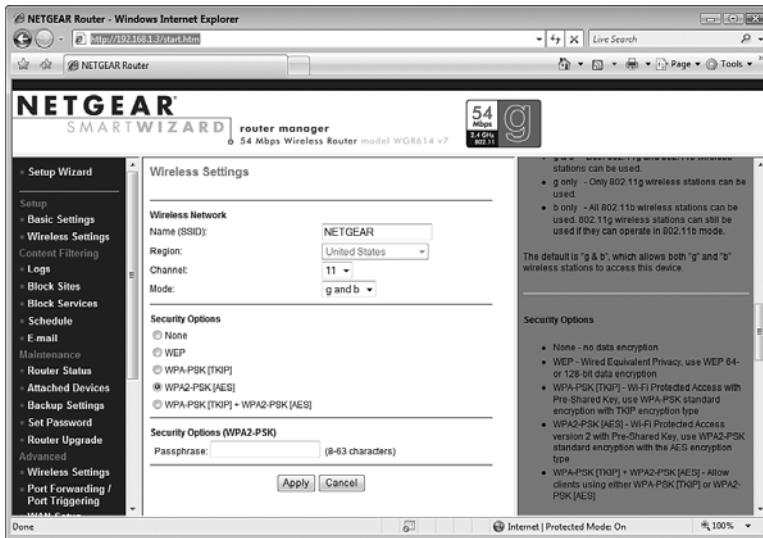 NETGEAR Router - Windows Internet Explorer
http://192.168.1.3/start.htm
Live Search
NETGEAR Router
Page
Tools
NETGEAR
SMARTWIZARD
router manager
54 Mbps Wireless Router model WGR614 v7
54
Mbps
2.4 GHz
802.11
g
Setup Wizard
Setup
Basic Settings
Wireless Settings
Content Filtering
Logs
Block Sites
Block Services
Schedule
E-mail
Maintenance
Router Status
Attached Devices
Backup Settings
Set Password
Router Upgrade
Advanced
Wireless Settings
Port Forwarding /
Port Triggering
WAN Setup
Wireless Settings
Wireless Network
Name (SSID): NETGEAR
Region: United States
Channel: 11
Mode: g and b
Security Options
None
WEP
WPA-PSK [TKIP]
WPA2-PSK [AES]
WPA-PSK [TKIP] + WPA2-PSK [AES]
Security Options (WPA2-PSK)
Passphrase: (8-63 characters)
Apply Cancel
stations can be used.
g only - Only 802.11g wireless stations can be
used.
b only - All 802.11b wireless stations can be
used. 802.11g wireless stations can still be
used if they can operate in 802.11b mode.
The default is "g & b", which allows both "g" and "b"
wireless stations to access this device.
Security Options
None - no data encryption
WEP - Wired Equivalent Privacy, use WEP 64-
or 128-bit data encryption
WPA-PSK [TKIP] - Wi-Fi Protected Access with
Pre-Shared Key, use WPA-PSK standard
encryption with TKIP encryption type
WPA2-PSK [AES] - Wi-Fi Protected Access
version 2 with Pre-Shared Key, use WPA2-PSK
standard encryption with the AES encryption
type
WPA-PSK [TKIP] + WPA2-PSK [AES] - Allow
clients using either WPA-PSK [TKIP] or WPA2-
PSK [AES]
Done
Internet | Protected Mode: On
100%